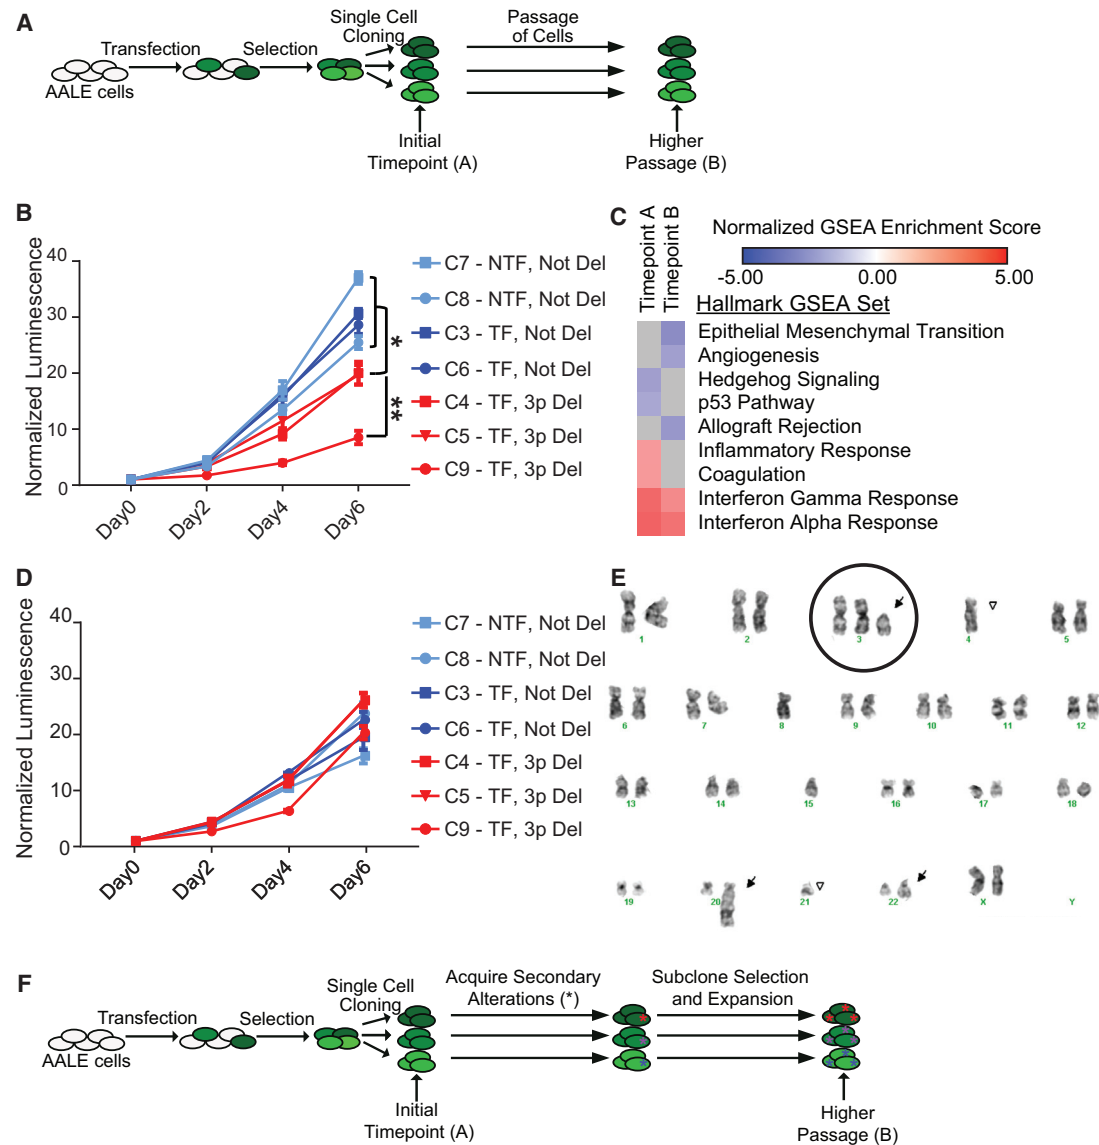 A
AALE cells
Transfection
Selection
Single Cell
Cloning
Passage
of Cells
Initial
Timepoint (A)
Higher
Passage (B)
B
Normalized Luminescence
40
30
20
10
0
Day0
Day2
Day4
Day6
*
**
C7 - NTF, Not Del
C8 - NTF, Not Del
C3 - TF, Not Del
C6 - TF, Not Del
C4 - TF, 3p Del
C5 - TF, 3p Del
C9 - TF, 3p Del
C
Timepoint A
Timepoint B
Normalized GSEA Enrichment Score
-5.00 0.00 5.00
Hallmark GSEA Set
Epithelial Mesenchymal Transition
Angiogenesis
Hedgehog Signaling
p53 Pathway
Allograft Rejection
Inflammatory Response
Coagulation
Interferon Gamma Response
Interferon Alpha Response
D
Normalized Luminescence
40
30
20
10
0
Day0
Day2
Day4
Day6
C7 - NTF, Not Del
C8 - NTF, Not Del
C3 - TF, Not Del
C6 - TF, Not Del
C4 - TF, 3p Del
C5 - TF, 3p Del
C9 - TF, 3p Del
E
1 2 3 4 5
6 7 8 9 10 11 12
13 14 15 16 17 18
19 20 21 22 X Y
F
AALE cells
Transfection
Selection
Single Cell
Cloning
Acquire Secondary
Alterations (*)
Subclone Selection
and Expansion
Initial
Timepoint (A)
Higher
Passage (B)